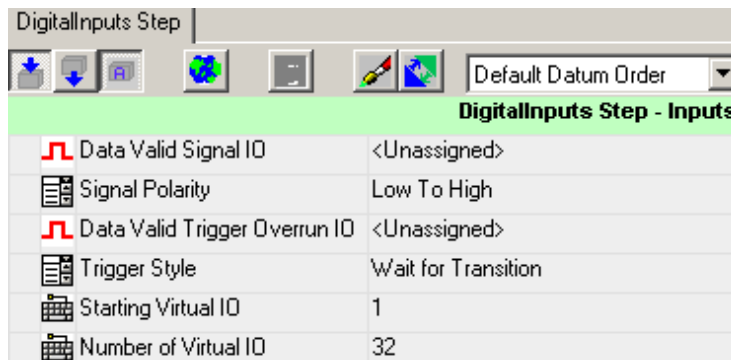 DigitalInputs Step
A
Default Datum Order
DigitalInputs Step - Inputs
Data Valid Signal IO <Unassigned>
Signal Polarity Low To High
Data Valid Trigger Overrun IO <Unassigned>
Trigger Style Wait for Transition
Starting Virtual IO 1
Number of Virtual IO 32